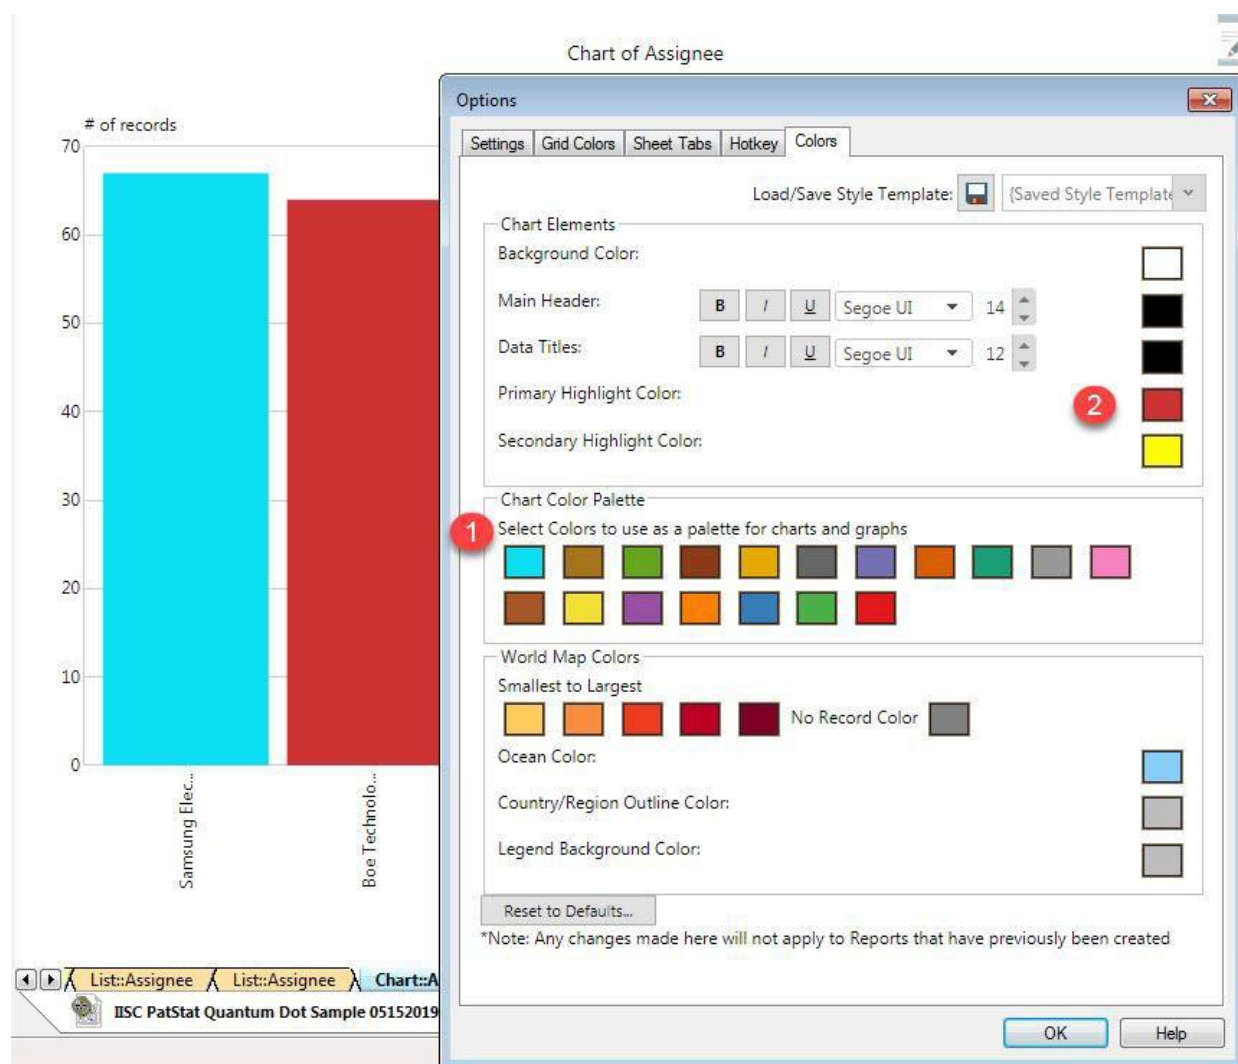 Chart of Assignee
# of records
70
60
50
40
30
20
10
0
Samsung Elec...
Boe Technolo...
Options
Settings Grid Colors Sheet Tabs Hotkey Colors
Load/Save Style Template: {Saved Style Template
Chart Elements
Background Color:
Main Header: B I U Segoe UI 14
Data Titles: B I U Segoe UI 12
Primary Highlight Color: 2
Secondary Highlight Color:
Chart Color Palette
1 Select Colors to use as a palette for charts and graphs
World Map Colors
Smallest to Largest
No Record Color
Ocean Color:
Country/Region Outline Color:
Legend Background Color:
Reset to Defaults...
*Note: Any changes made here will not apply to Reports that have previously been created
OK Help
List::Assignee List::Assignee Chart::A
IISC PatStat Quantum Dot Sample 05152019